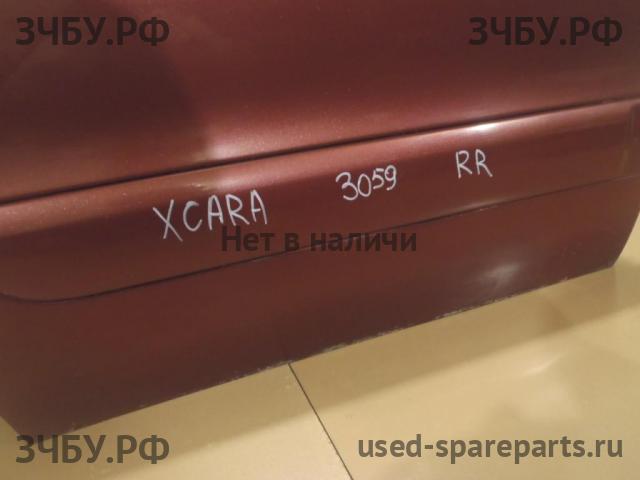 ЗЧБУ.РФ ЗЧБУ.РФ
XCARA 3059 RR
Нет в наличи
ЗЧБУ.РФ used-spareparts.ru